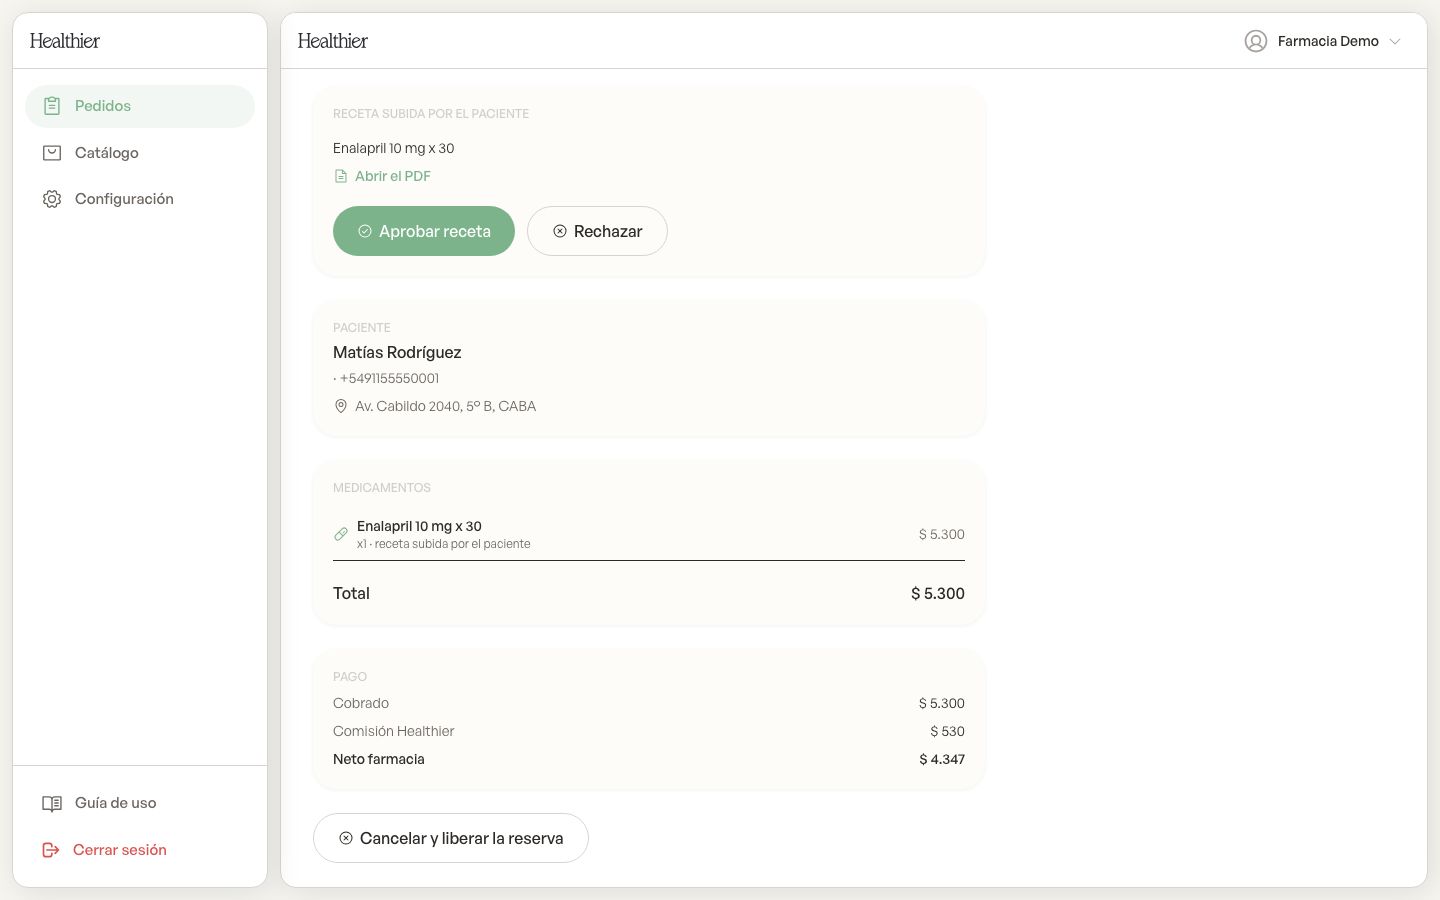 Healthier
Healthier
Farmacia Demo
Pedidos
Catálogo
Configuración
RECETA SUBIDA POR EL PACIENTE
Enalapril 10 mg x 30
Abrir el PDF
Aprobar receta
Rechazar
PACIENTE
Matías Rodríguez
· +5491155550001
Av. Cabildo 2040, 5º B, CABA
MEDICAMENTOS
Enalapril 10 mg x 30
x1 · receta subida por el paciente
$ 5.300
Total
$ 5.300
PAGO
Cobrado
$ 5.300
Comisión Healthier
$ 530
Neto farmacia
$ 4.347
Cancelar y liberar la reserva
Guía de uso
Cerrar sesión